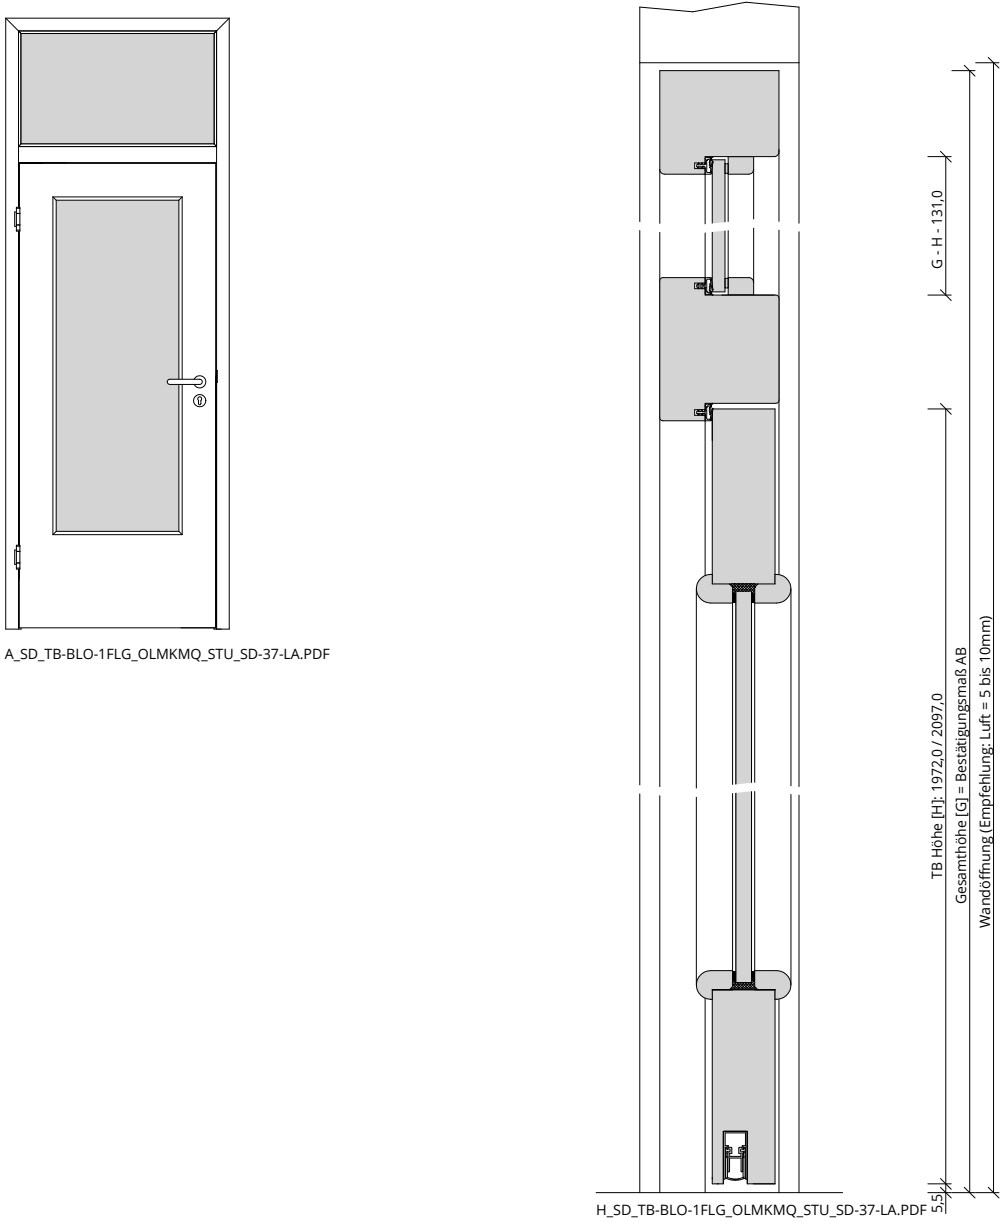 A_SD_TB-BLO-1FLG_OLMKMQ_STU_SD-37-LA.PDF
G - H - 131,0
TB Höhe [H]: 1972,0 / 2097,0
Gesamthöhe [G] = Bestätigungsmaß AB
Wandöffnung (Empfehlung: Luft = 5 bis 10mm)
5,5
H_SD_TB-BLO-1FLG_OLMKMQ_STU_SD-37-LA.PDF